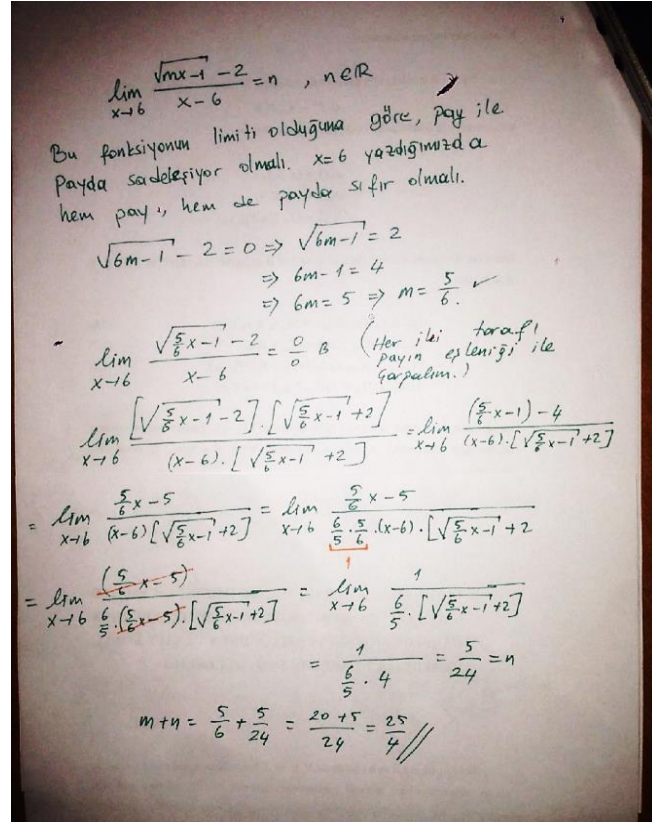 lim x→6 (√(mx-1) - 2)/(x-6) = n , n∈ℝ
Bu fonksiyonun limiti olduğuna göre, pay ile
Payda sadeleşiyor olmalı. x=6 yazdığımızda
hem pay, hem de payda sıfır olmalı.
√(6m-1) - 2 = 0 ⇒ √(6m-1) = 2
⇒ 6m-1 = 4
⇒ 6m = 5 ⇒ m = 5/6. ✓
lim x→6 (√(5/6 x-1) - 2)/(x-6) = 0/0 B (Her iki tarafı
payın eşleniği ile
çarpalım.)
lim x→6 ([√(5/6 x-1) - 2].[√(5/6 x-1) + 2])/((x-6).[√(5/6 x-1) + 2]) = lim x→6 ((5/6 x-1) - 4)/((x-6).[√(5/6 x-1) + 2])
= lim x→6 (5/6 x - 5)/((x-6)[√(5/6 x-1) + 2]) = lim x→6 (5/6 x - 5)/(6/5 . 5/6 .(x-6).[√(5/6 x-1) + 2
1
= lim x→6 (5/6 x - 5)/(6/5 .(5/6 x - 5).[√(5/6 x-1) + 2]) = lim x→6 1/(6/5 .[√(5/6 x-1) + 2])
= 1/(6/5 . 4) = 5/24 = n
m+n = 5/6 + 5/24 = (20+5)/24 = 25/4 //